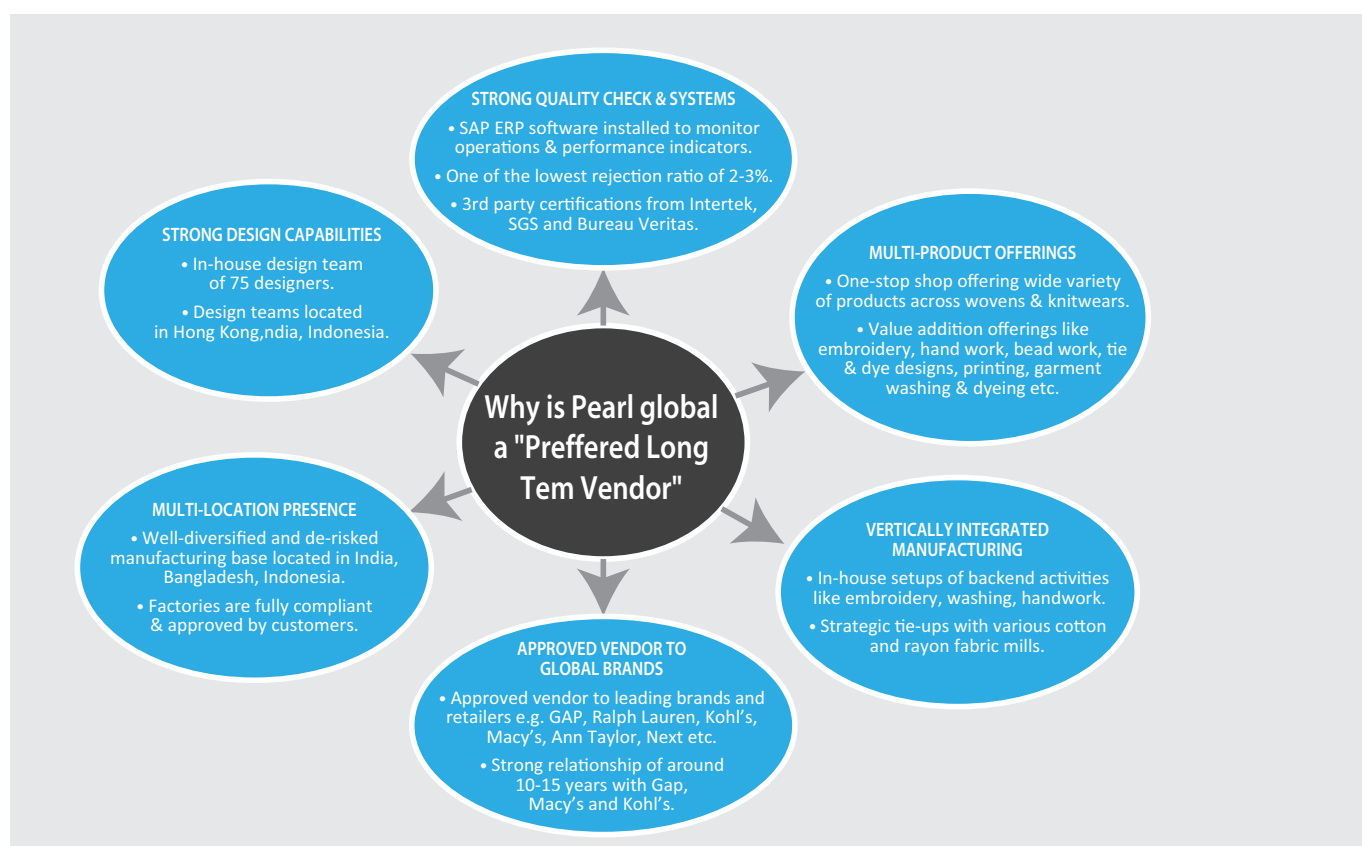 STRONG QUALITY CHECK & SYSTEMS
• SAP ERP software installed to monitor
operations & performance indicators.
• One of the lowest rejection ratio of 2-3%.
• 3rd party certifications from Intertek,
SGS and Bureau Veritas.
STRONG DESIGN CAPABILITIES
• In-house design team
of 75 designers.
• Design teams located
in Hong Kong,ndia, Indonesia.
MULTI-PRODUCT OFFERINGS
• One-stop shop offering wide variety
of products across wovens & knitwears.
• Value addition offerings like
embroidery, hand work, bead work, tie
& dye designs, printing, garment
washing & dyeing etc.
Why is Pearl global
a "Preffered Long
Tem Vendor"
MULTI-LOCATION PRESENCE
• Well-diversified and de-risked
manufacturing base located in India,
Bangladesh, Indonesia.
• Factories are fully compliant
& approved by customers.
VERTICALLY INTEGRATED
MANUFACTURING
• In-house setups of backend activities
like embroidery, washing, handwork.
• Strategic tie-ups with various cotton
and rayon fabric mills.
APPROVED VENDOR TO
GLOBAL BRANDS
• Approved vendor to leading brands and
retailers e.g. GAP, Ralph Lauren, Kohl’s,
Macy’s, Ann Taylor, Next etc.
• Strong relationship of around
10-15 years with Gap,
Macy’s and Kohl’s.